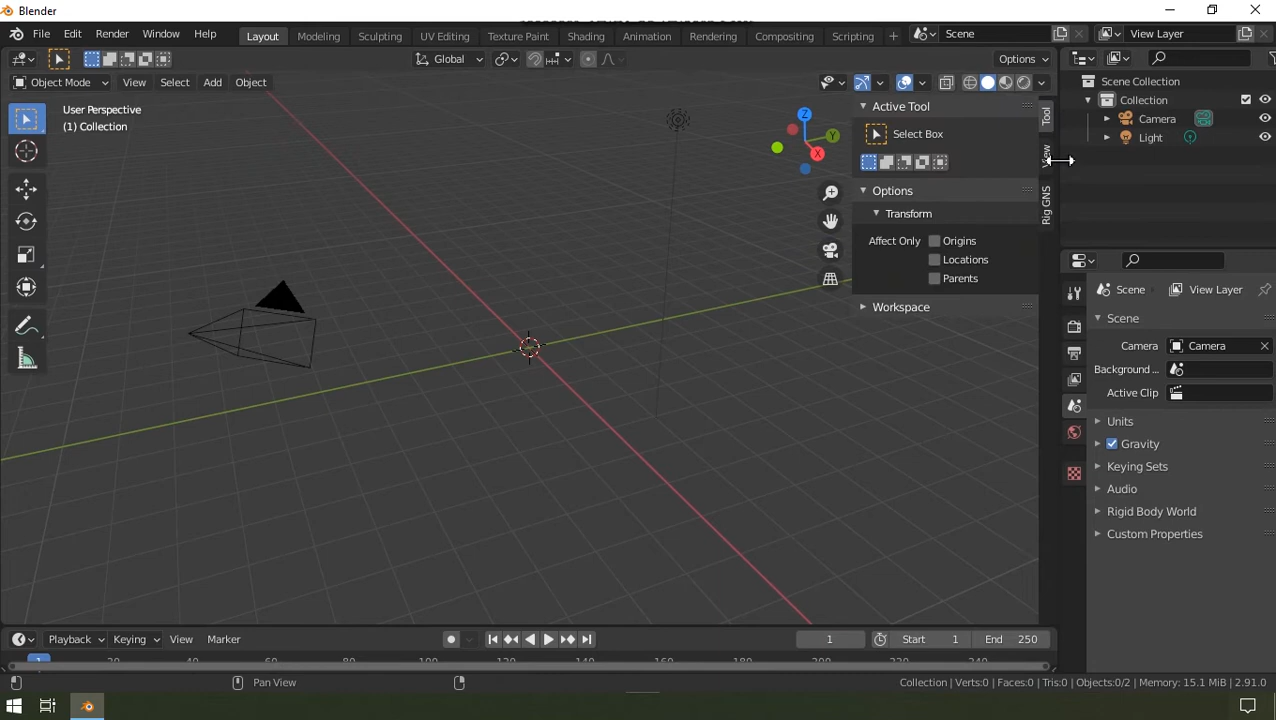 Blender
File Edit Render Window Help Layout Modeling Sculpting UV Editing Texture Paint Shading Animation Rendering Compositing Scripting + Scene View Layer
Global Options
Object Mode View Select Add Object
User Perspective
(1) Collection
Z
Y
X
Active Tool
Select Box
Options
Transform
Affect Only Origins
Locations
Parents
Workspace
Tool
View
Rig GNS
Scene Collection
Collection
Camera
Light
Scene View Layer
Scene
Camera Camera
Background ...
Active Clip
Units
Gravity
Keying Sets
Audio
Rigid Body World
Custom Properties
Playback Keying View Marker 1 Start 1 End 250
1
Pan View Collection | Verts:0 | Faces:0 | Tris:0 | Objects:0/2 | Memory: 15.1 MiB | 2.91.0